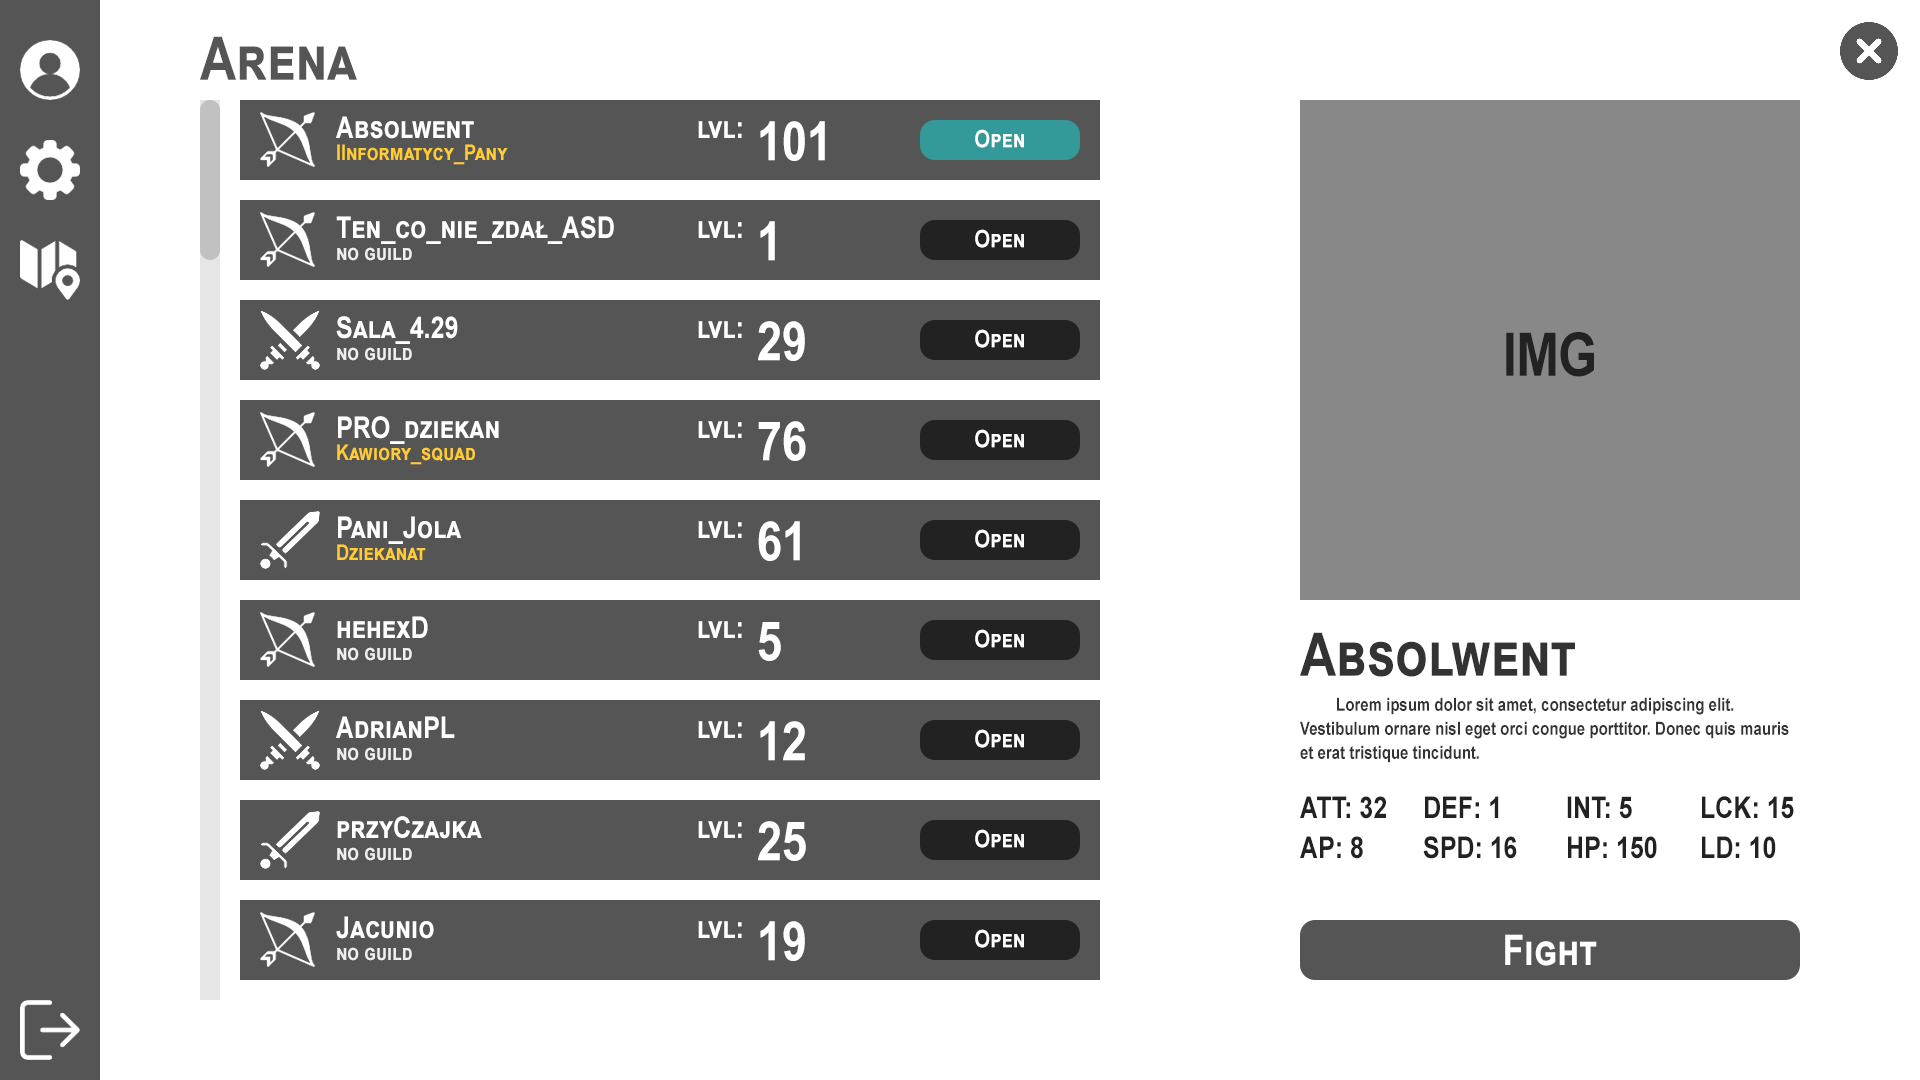 Arena
Absolwent
IInformatycy_Pany
lvl: 101
Open
Ten_co_nie_zdał_ASD
no guild
lvl: 1
Open
Sala_4.29
no guild
lvl: 29
Open
PRO_dziekan
Kawiory_squad
lvl: 76
Open
Pani_Jola
Dziekanat
lvl: 61
Open
hehexD
no guild
lvl: 5
Open
AdrianPL
no guild
lvl: 12
Open
przyCzajka
no guild
lvl: 25
Open
Jacunio
no guild
lvl: 19
Open
IMG
Absolwent
Lorem ipsum dolor sit amet, consectetur adipiscing elit.
Vestibulum ornare nisl eget orci congue porttitor. Donec quis mauris
et erat tristique tincidunt.
ATT: 32 DEF: 1 INT: 5 LCK: 15
AP: 8 SPD: 16 HP: 150 LD: 10
Fight